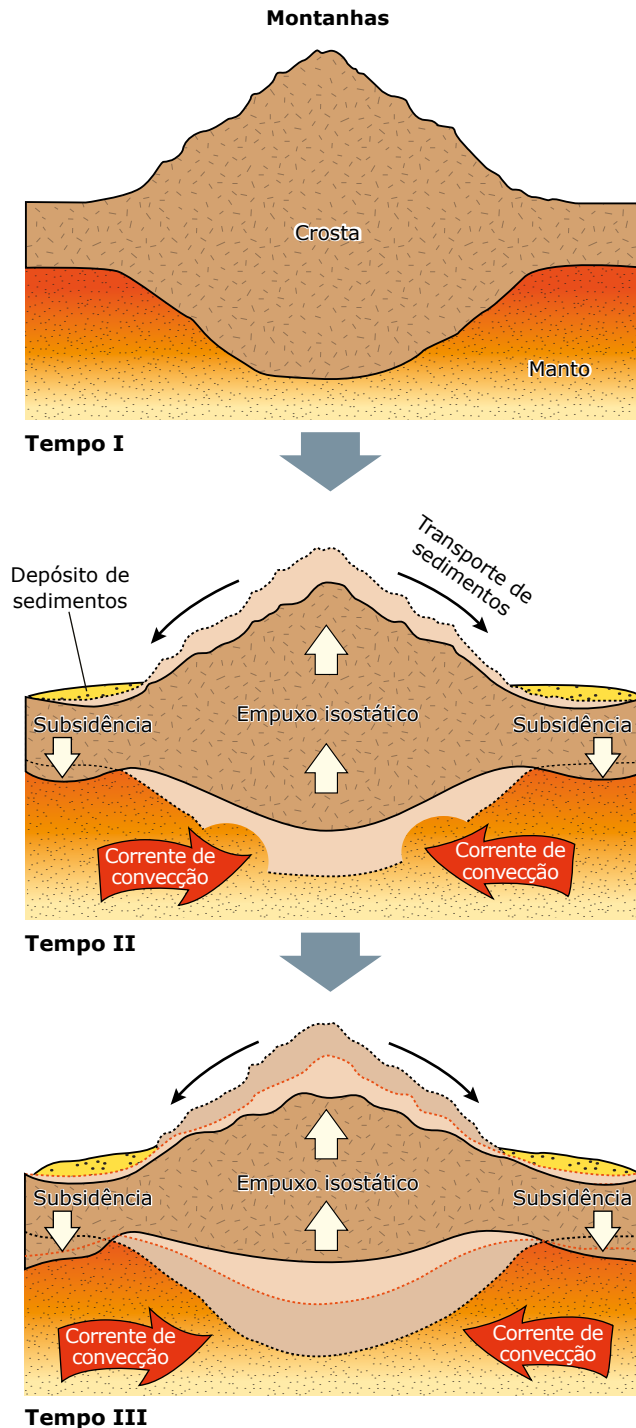 Montanhas
Crosta
Manto
Tempo I
Depósito de
sedimentos
Transporte de
sedimentos
Subsidência
Empuxo isostático
Subsidência
Corrente de
convecção
Corrente de
convecção
Tempo II
Subsidência
Empuxo isostático
Subsidência
Corrente de
convecção
Corrente de
convecção
Tempo III